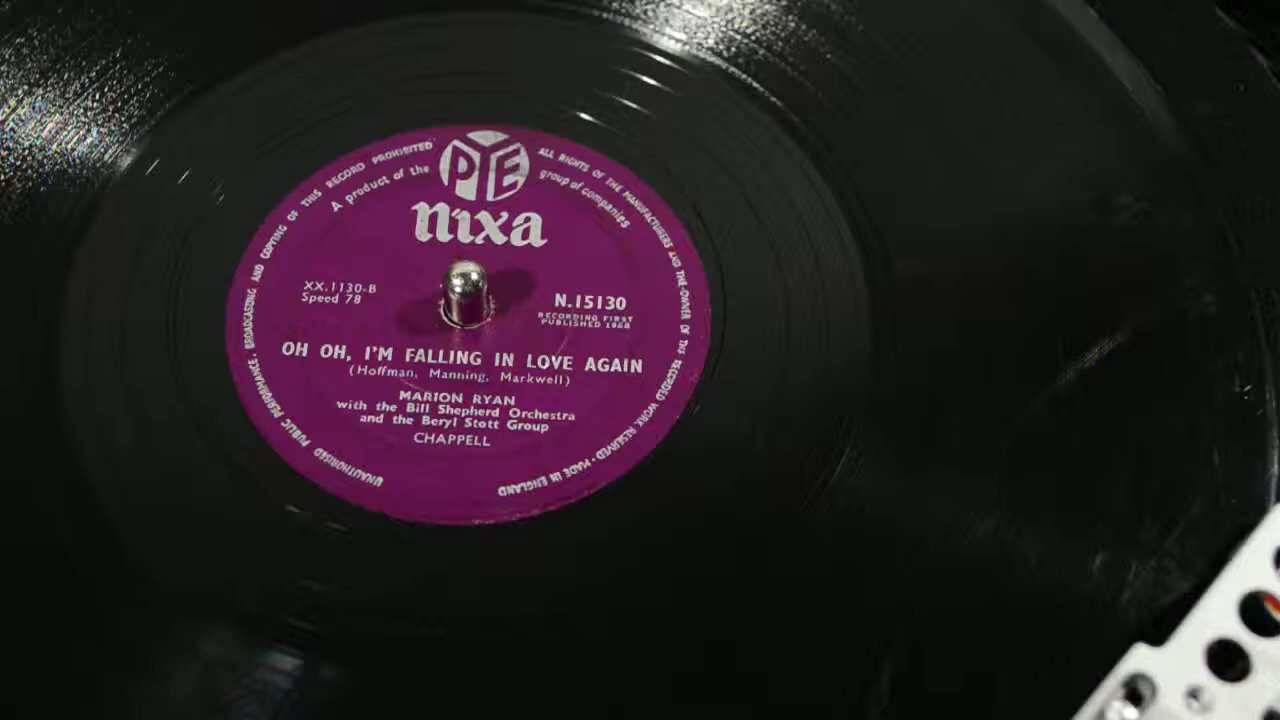 PYE
nixa
A product of the group of companies
XX.1130-B
Speed 78
N.15130
RECORDING FIRST
PUBLISHED 1958
OH OH, I'M FALLING IN LOVE AGAIN
(Hoffman, Manning, Markwell)
MARION RYAN
with the Bill Shepherd Orchestra
and the Beryl Stott Group
CHAPPELL
ALL RIGHTS OF THE MANUFACTURERS AND THE OWNER OF THE RECORDED WORK RESERVED · MADE IN ENGLAND
UNAUTHORISED PUBLIC PERFORMANCE, BROADCASTING AND COPYING OF THIS RECORD PROHIBITED